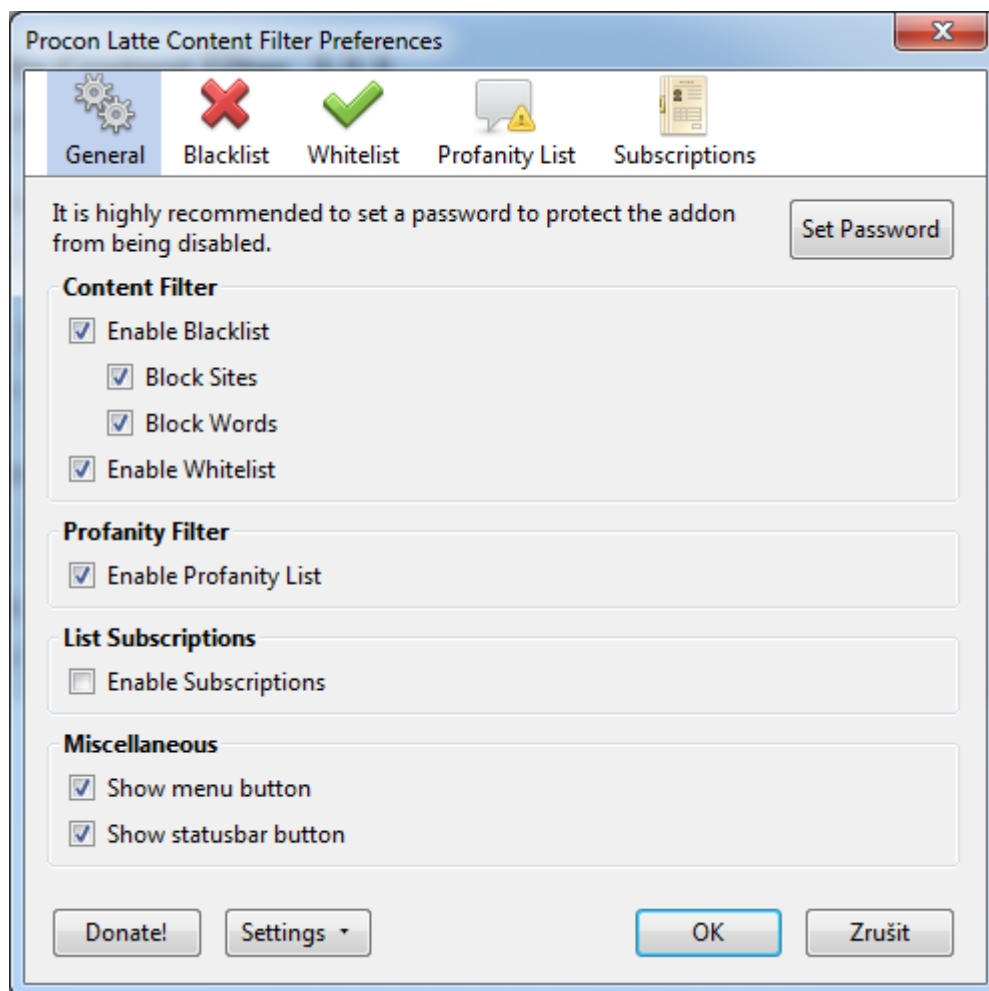 Procon Latte Content Filter Preferences
General Blacklist Whitelist Profanity List Subscriptions
It is highly recommended to set a password to protect the addon
from being disabled.
Set Password
Content Filter
Enable Blacklist
Block Sites
Block Words
Enable Whitelist
Profanity Filter
Enable Profanity List
List Subscriptions
Enable Subscriptions
Miscellaneous
Show menu button
Show statusbar button
Donate! Settings OK Zrušit